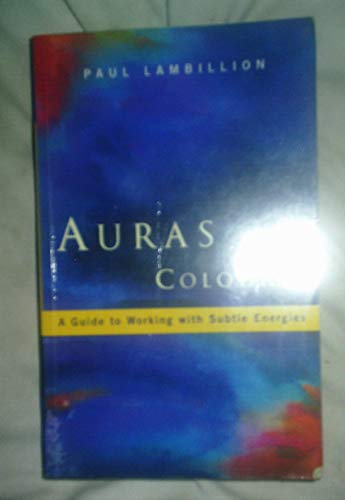 PAUL LAMBILLION
AURAS
A Guide to Working with Subtle Energies